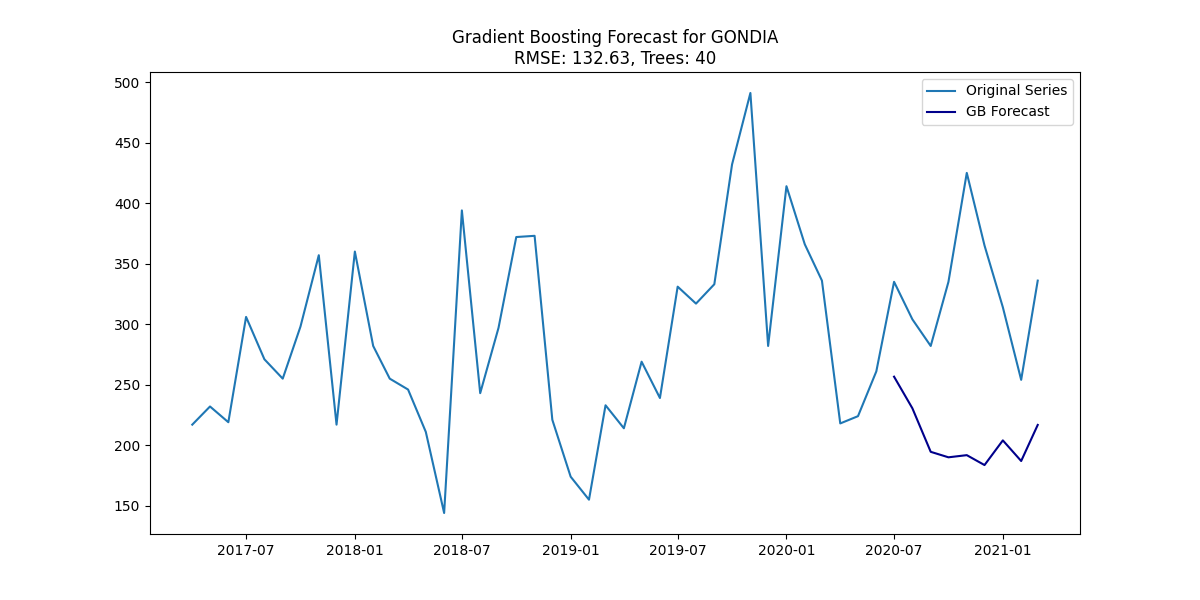 Gradient Boosting Forecast for GONDIA
RMSE: 132.63, Trees: 40
Original Series
GB Forecast
500
450
400
350
300
250
200
150
2017-07 2018-01 2018-07 2019-01 2019-07 2020-01 2020-07 2021-01